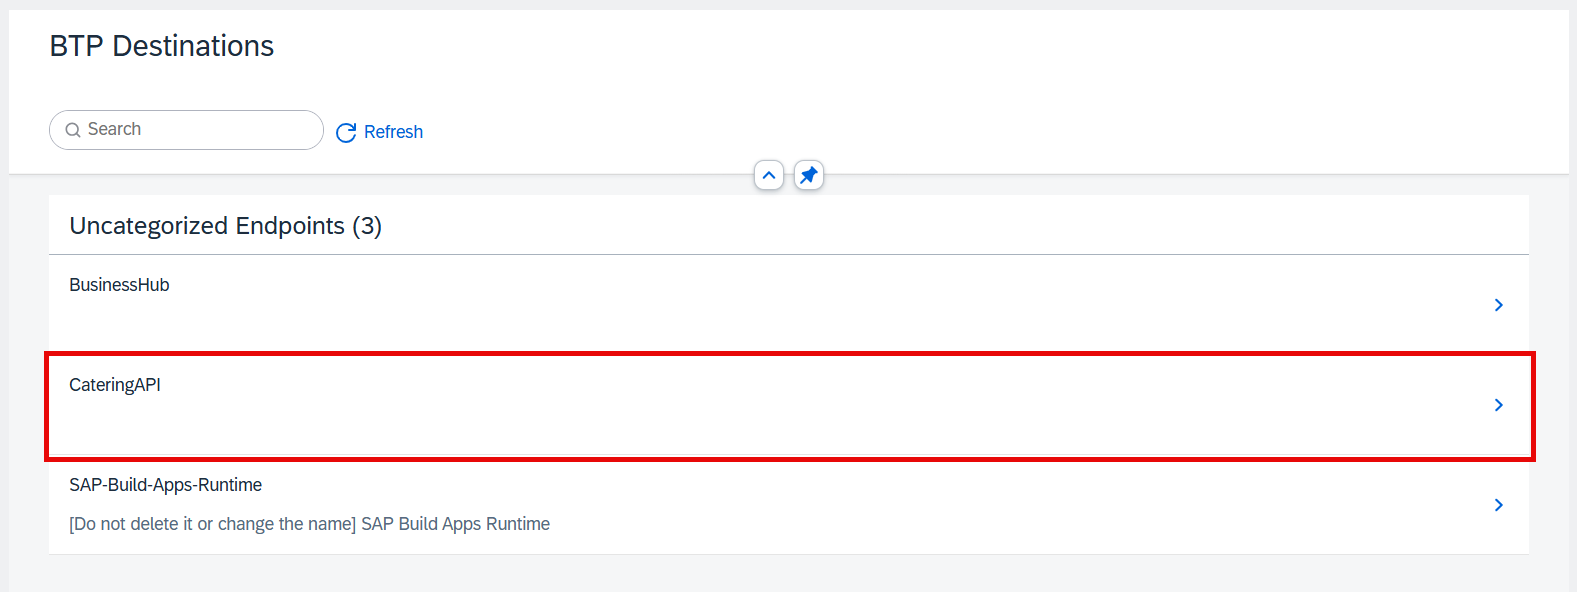 BTP Destinations
Search
Refresh
Uncategorized Endpoints (3)
BusinessHub
CateringAPI
SAP-Build-Apps-Runtime
[Do not delete it or change the name] SAP Build Apps Runtime